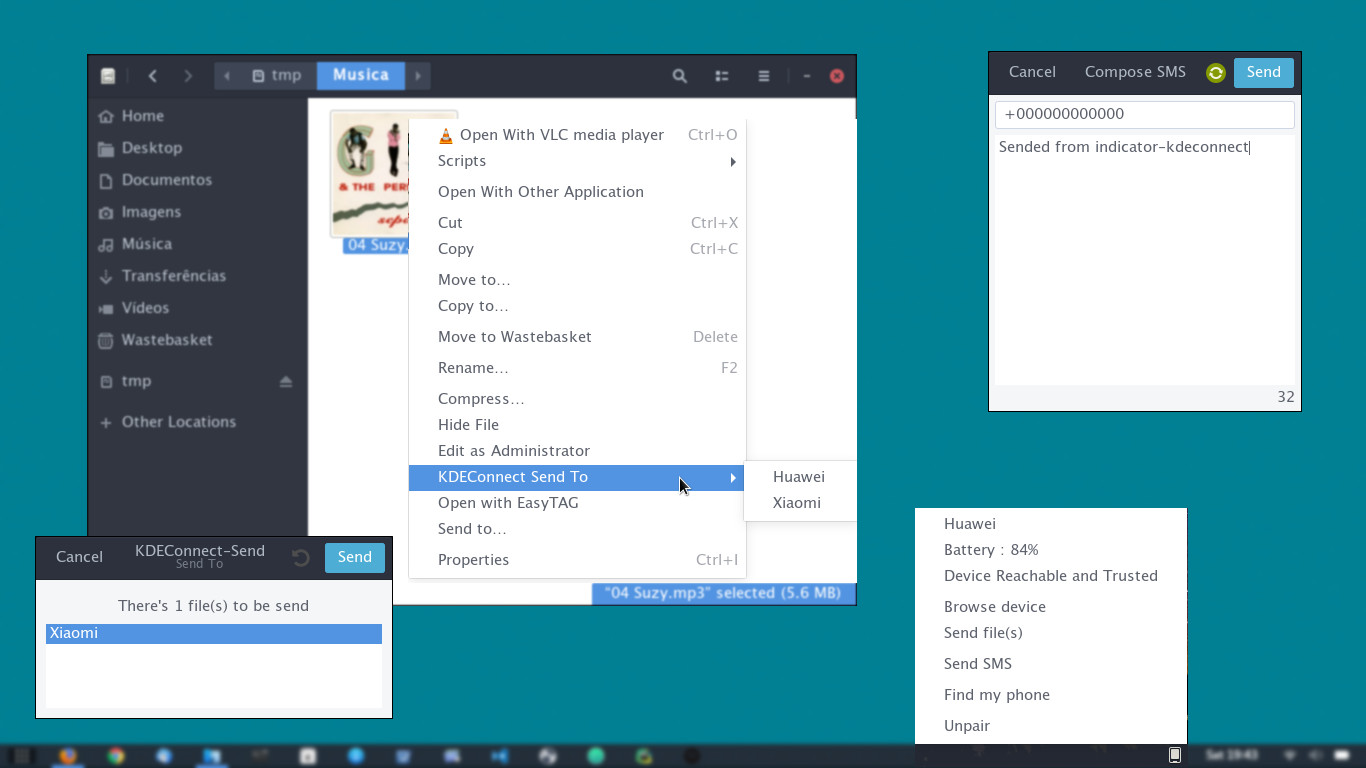 tmp
Musica
Home
Desktop
Documentos
Imagens
Música
Transferências
Vídeos
Wastebasket
tmp
Other Locations
& THE PER
04 Suzy.
Open With VLC media player Ctrl+O
Scripts
Open With Other Application
Cut Ctrl+X
Copy Ctrl+C
Move to…
Copy to…
Move to Wastebasket Delete
Rename… F2
Compress…
Hide File
Edit as Administrator
KDEConnect Send To
Open with EasyTAG
Send to…
Properties Ctrl+I
Huawei
Xiaomi
"04 Suzy.mp3" selected (5.6 MB)
Cancel Compose SMS Send
+000000000000
Sended from indicator-kdeconnect
32
Cancel KDEConnect-Send Send
Send To
There's 1 file(s) to be send
Xiaomi
Huawei
Battery : 84%
Device Reachable and Trusted
Browse device
Send file(s)
Send SMS
Find my phone
Unpair
Sat 19:43